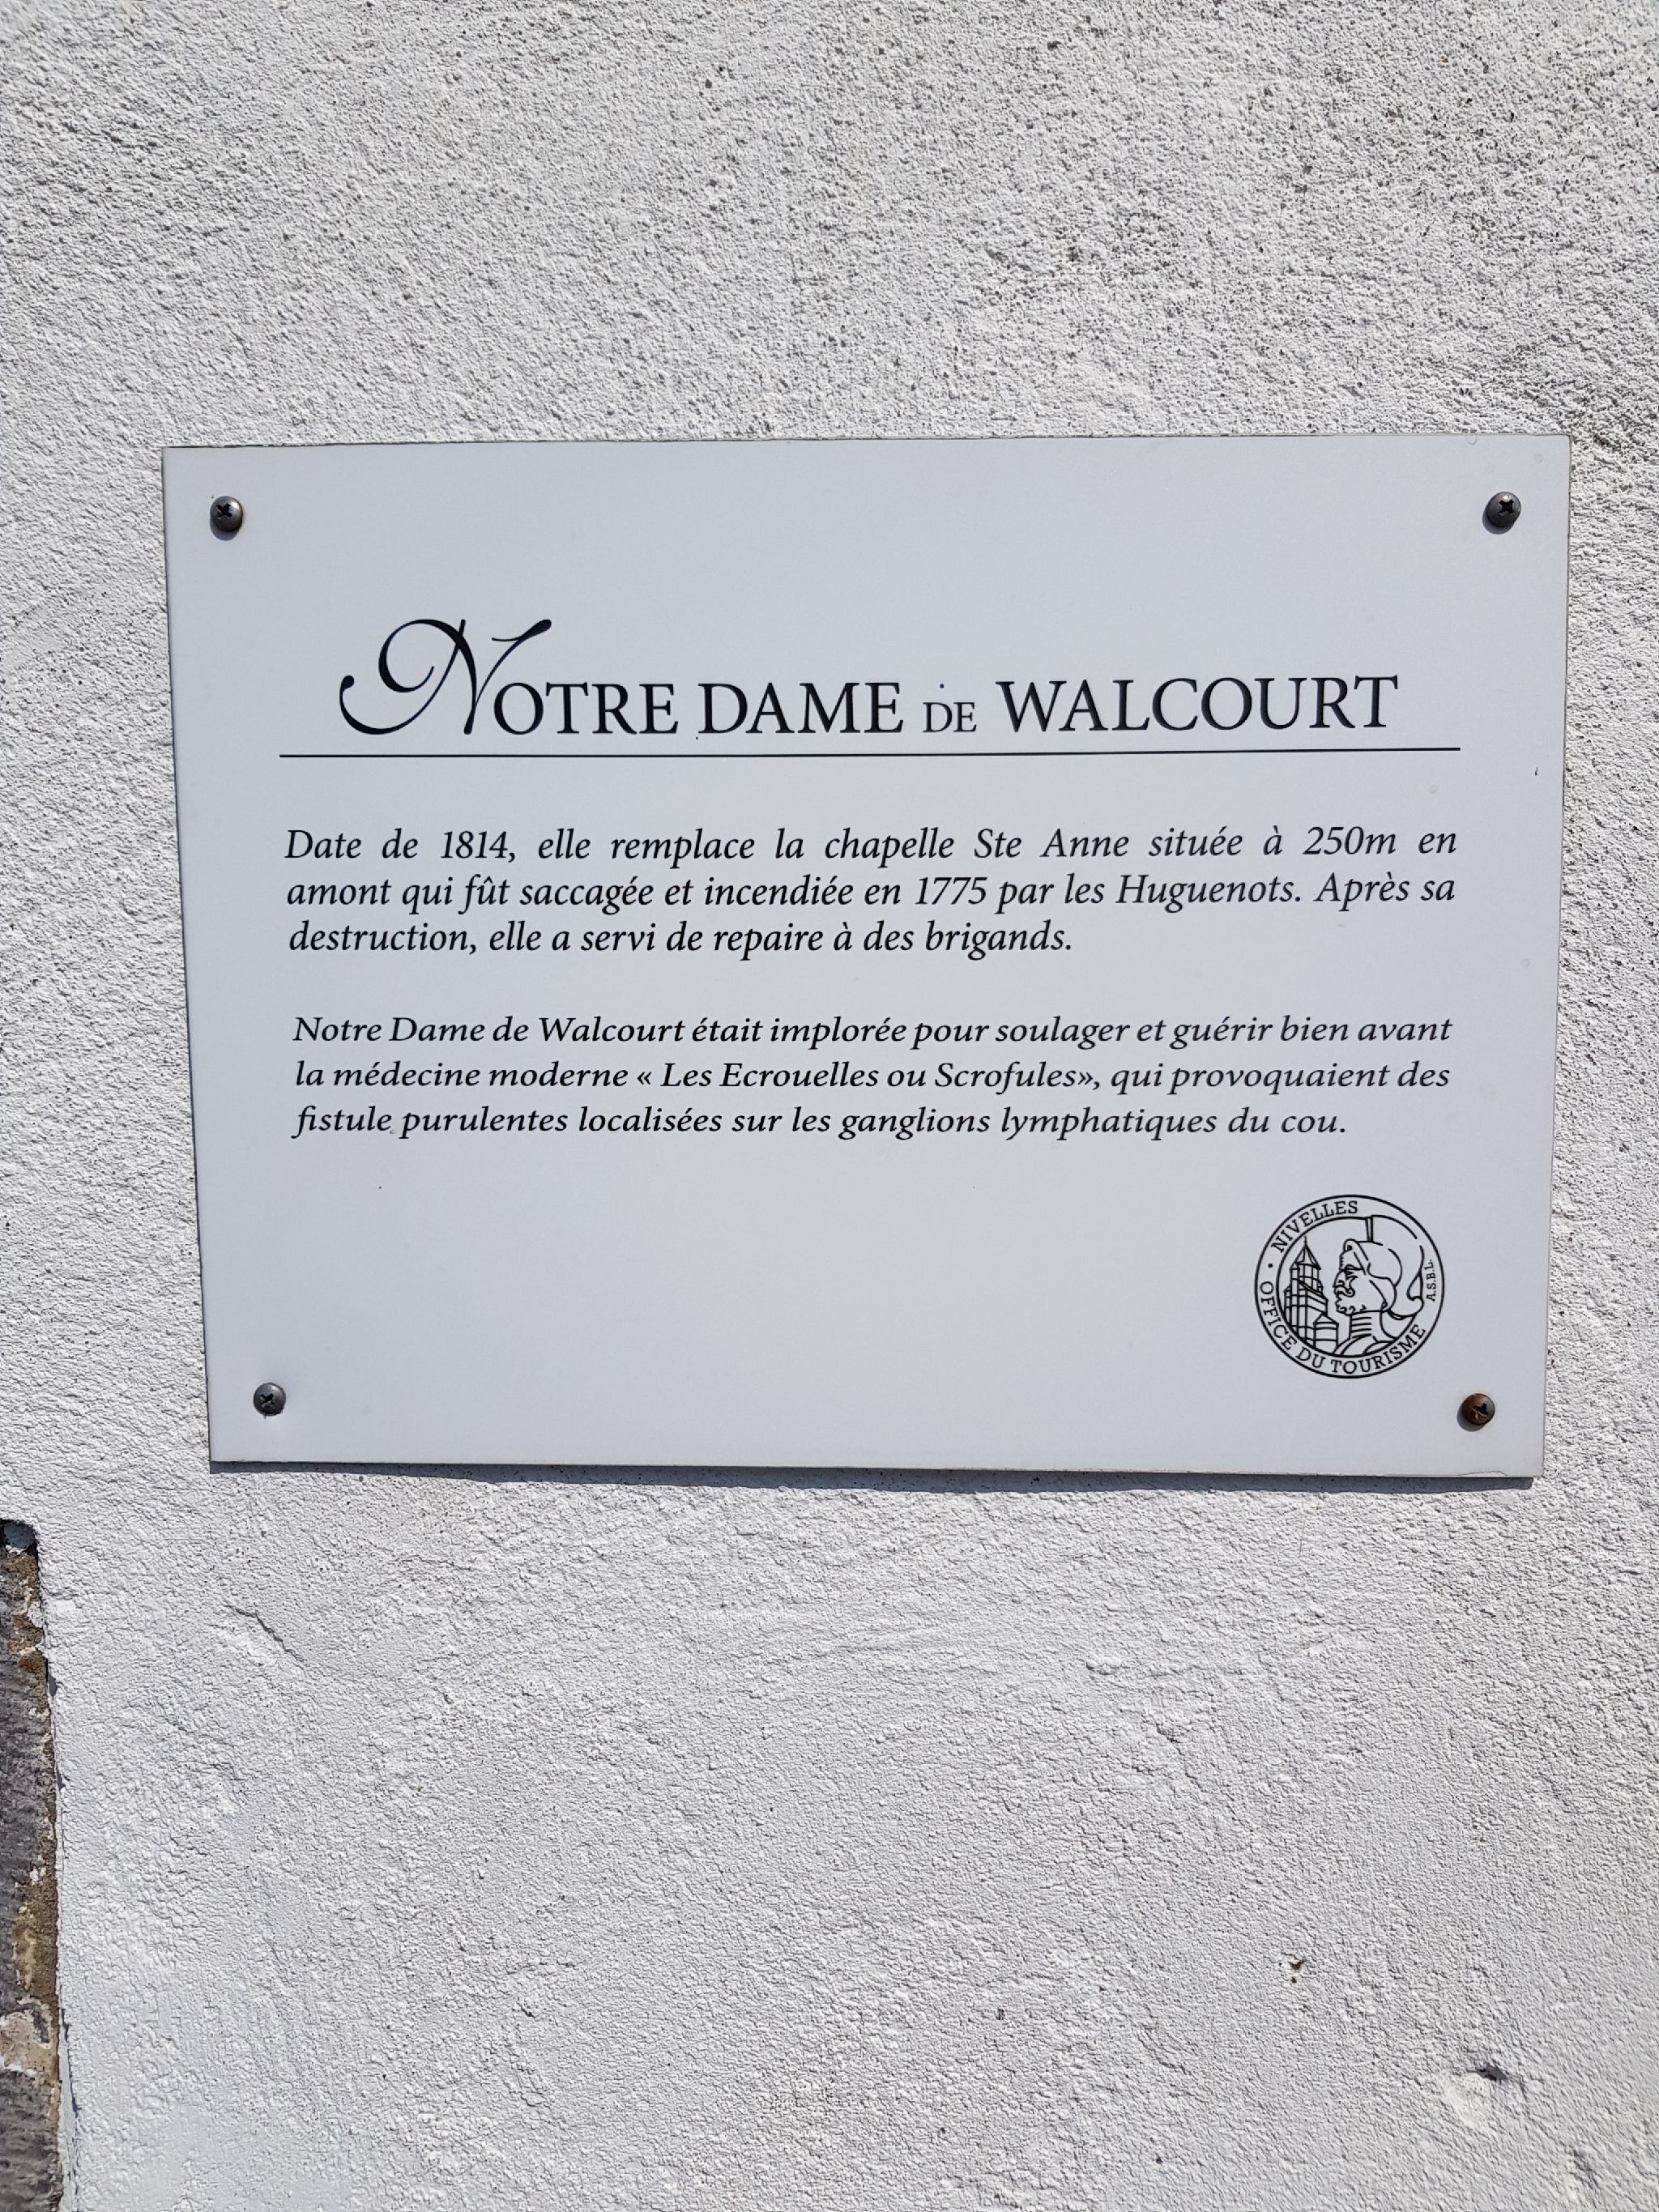 NOTRE DAME DE WALCOURT
Date de 1814, elle remplace la chapelle Ste Anne située à 250m en
amont qui fût saccagée et incendiée en 1775 par les Huguenots. Après sa
destruction, elle a servi de repaire à des brigands.
Notre Dame de Walcourt était implorée pour soulager et guérir bien avant
la médecine moderne « Les Ecrouelles ou Scrofules», qui provoquaient des
fistule purulentes localisées sur les ganglions lymphatiques du cou.
• NIVELLES
OFFICE DU TOURISME
A.S.B.L.